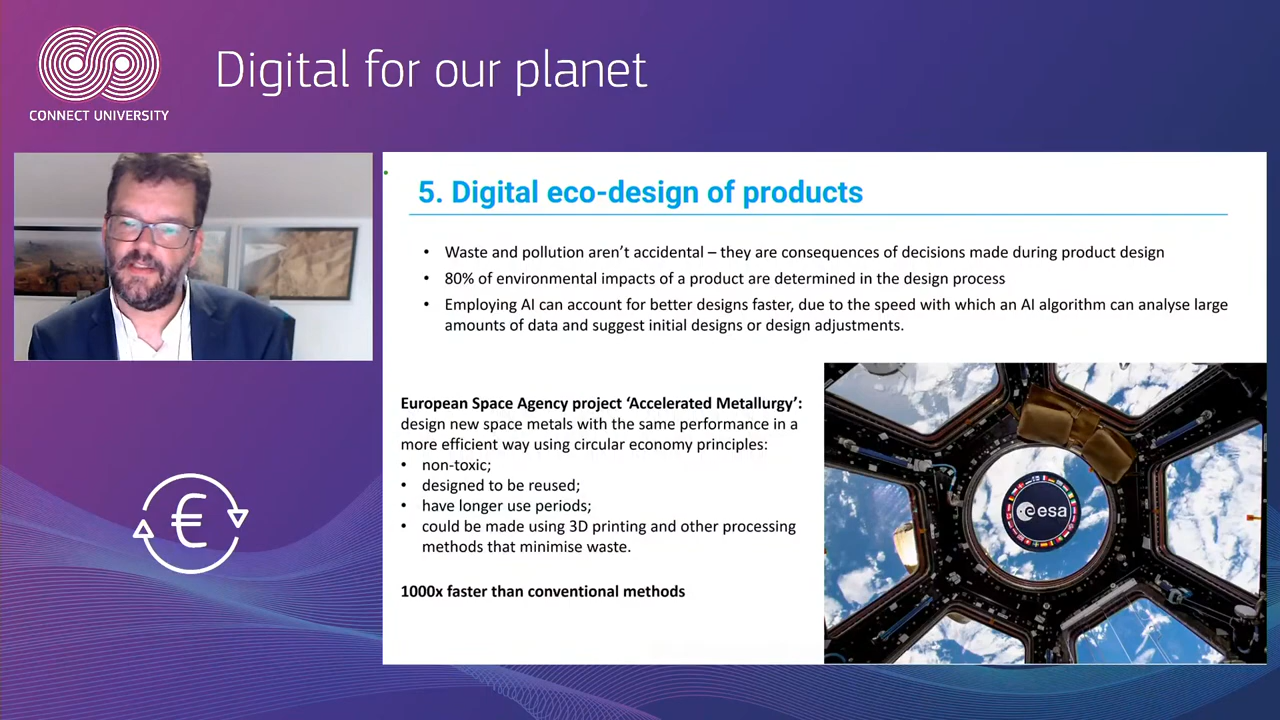 CONNECT UNIVERSITY
Digital for our planet
5. Digital eco-design of products
• Waste and pollution aren’t accidental – they are consequences of decisions made during product design
• 80% of environmental impacts of a product are determined in the design process
• Employing AI can account for better designs faster, due to the speed with which an AI algorithm can analyse large
amounts of data and suggest initial designs or design adjustments.
European Space Agency project ‘Accelerated Metallurgy’:
design new space metals with the same performance in a
more efficient way using circular economy principles:
• non-toxic;
• designed to be reused;
• have longer use periods;
• could be made using 3D printing and other processing
methods that minimise waste.
1000x faster than conventional methods
esa
€